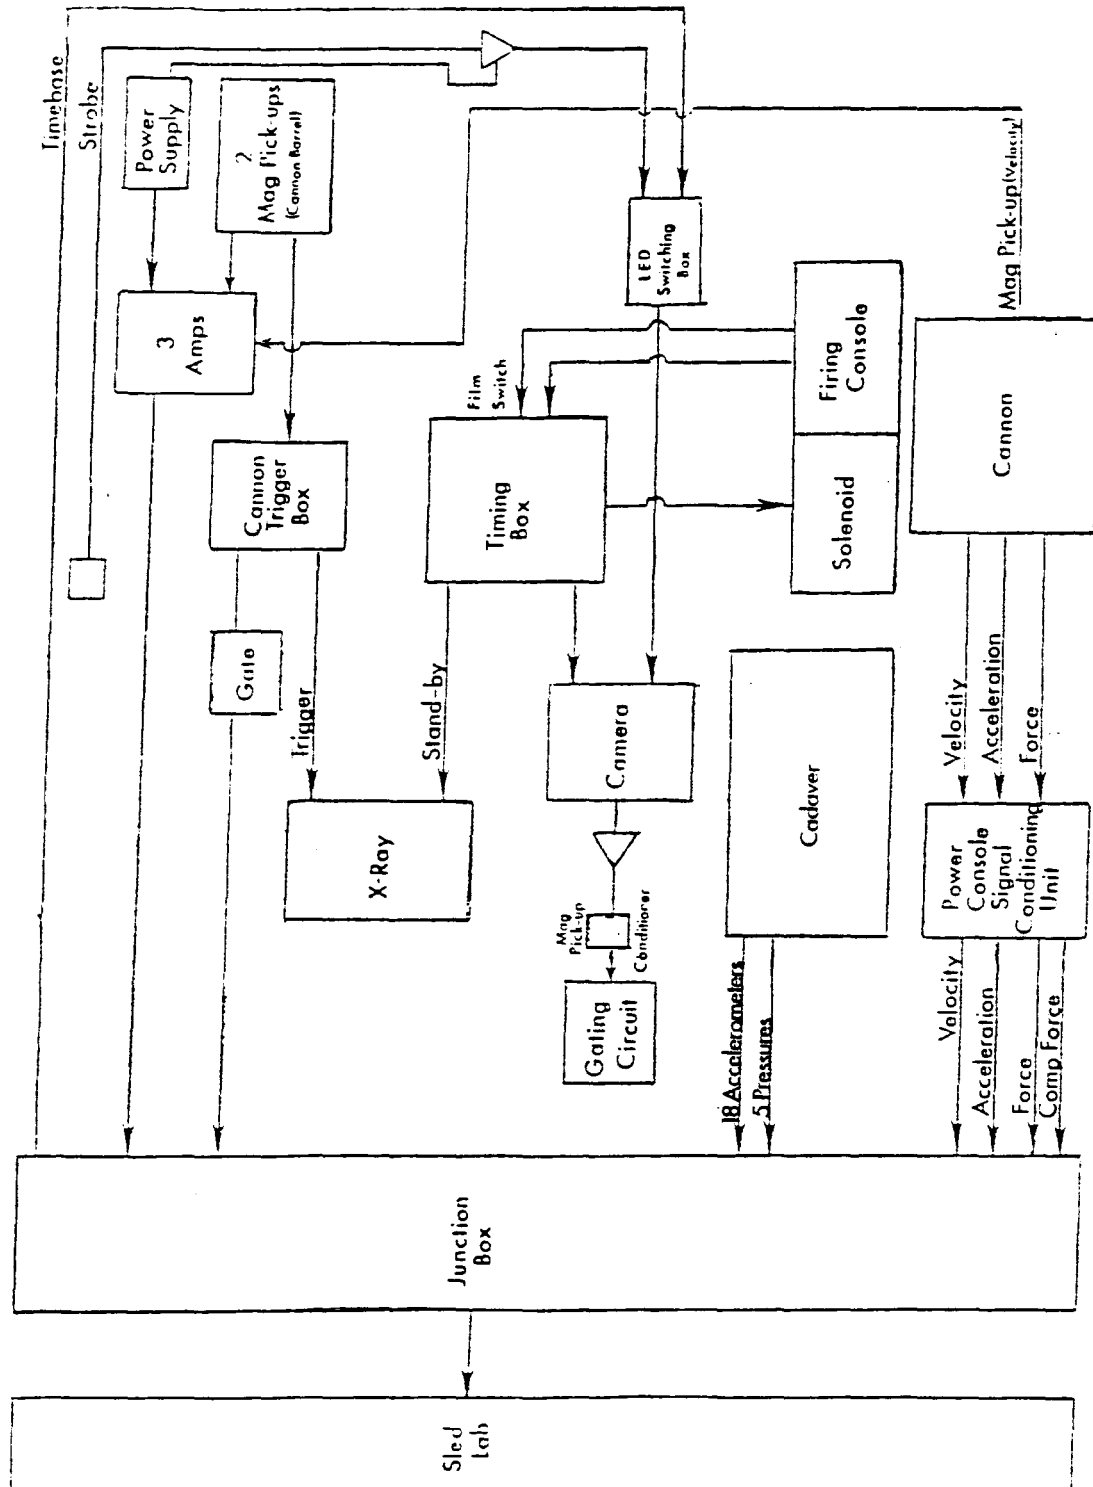 Timebase
Strobe
Power
Supply
2
Mag Pick-ups
(Cannon Barrel)
3
Amps
Cannon
Trigger
Box
Gate
Trigger
X-Ray
Stand-by
Film
Switch
Timing
Box
LED
Switching
Box
Firing
Console
Solenoid
Mag Pick-up(Velocity)
Cannon
Camera
Mag
Pick-up
Conditioner
Gating
Circuit
Cadaver
18 Accelerometers
5 Pressures
Velocity
Acceleration
Force
Power
Console
Signal
Conditioning
Unit
Velocity
Acceleration
Force
Comp Force
Junction
Box
Sled
Lab